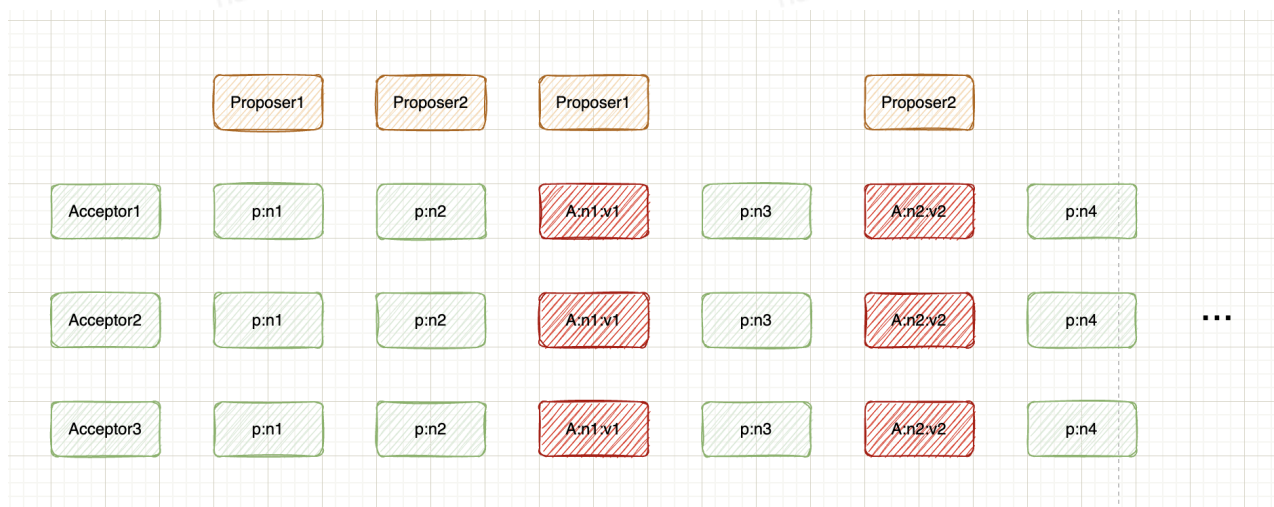 Proposer1 Proposer2 Proposer1 Proposer2
Acceptor1 p:n1 p:n2 A:n1:v1 p:n3 A:n2:v2 p:n4
Acceptor2 p:n1 p:n2 A:n1:v1 p:n3 A:n2:v2 p:n4 ...
Acceptor3 p:n1 p:n2 A:n1:v1 p:n3 A:n2:v2 p:n4